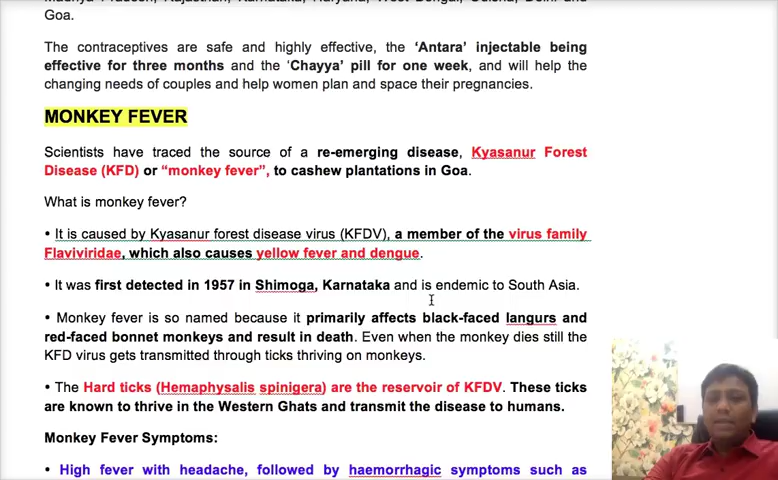 Goa.
The contraceptives are safe and highly effective, the 'Antara' injectable being
effective for three months and the 'Chayya' pill for one week, and will help the
changing needs of couples and help women plan and space their pregnancies.
MONKEY FEVER
Scientists have traced the source of a re-emerging disease, Kyasanur Forest
Disease (KFD) or “monkey fever”, to cashew plantations in Goa.
What is monkey fever?
• It is caused by Kyasanur forest disease virus (KFDV), a member of the virus family
Flaviviridae, which also causes yellow fever and dengue.
• It was first detected in 1957 in Shimoga, Karnataka and is endemic to South Asia.
• Monkey fever is so named because it primarily affects black-faced langurs and
red-faced bonnet monkeys and result in death. Even when the monkey dies still the
KFD virus gets transmitted through ticks thriving on monkeys.
• The Hard ticks (Hemaphysalis spinigera) are the reservoir of KFDV. These ticks
are known to thrive in the Western Ghats and transmit the disease to humans.
Monkey Fever Symptoms:
• High fever with headache, followed by haemorrhagic symptoms such as